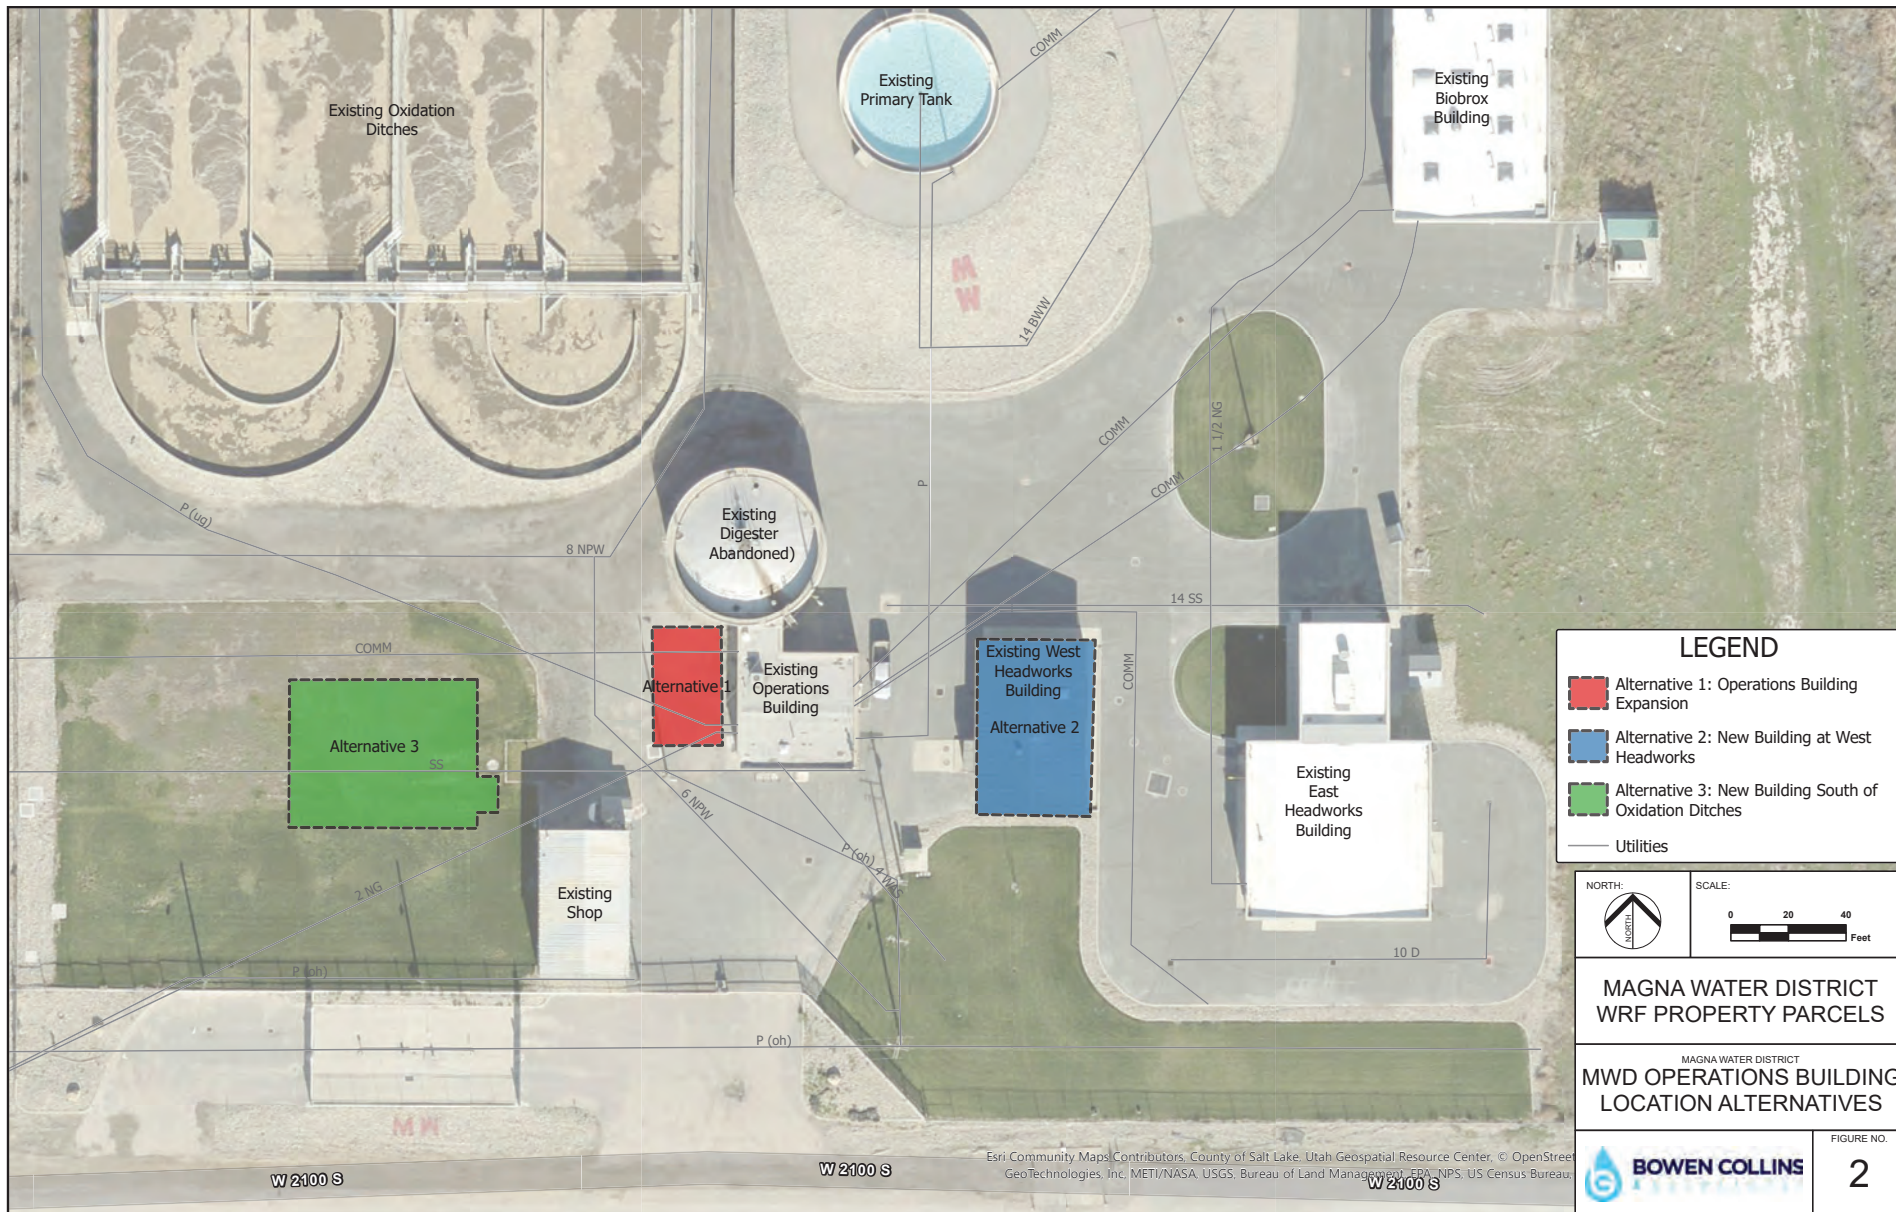 COMM
Existing Oxidation
Ditches
Existing
Primary Tank
Existing
Biobrox
Building
M
W
14 BWW
1 1/2 NG
COMM
COMM
P
P (ug)
8 NPW
Existing
Digester
Abandoned)
14 SS
COMM
COMM
Alternative 1
Existing
Operations
Building
Existing West
Headworks
Building
Alternative 2
Alternative 3
SS
6 NPW
Existing
East
Headworks
Building
P (oh)
4 WAS
2 NG
Existing
Shop
P (oh)
10 D
P (oh)
M W
W 2100 S
W 2100 S
W 2100 S
Esri Community Maps Contributors, County of Salt Lake, Utah Geospatial Resource Center, © OpenStreet
GeoTechnologies, Inc, METI/NASA, USGS, Bureau of Land Management, EPA, NPS, US Census Bureau,
LEGEND
Alternative 1: Operations Building
Expansion
Alternative 2: New Building at West
Headworks
Alternative 3: New Building South of
Oxidation Ditches
Utilities
NORTH:
NORTH
SCALE:
0 20 40
Feet
MAGNA WATER DISTRICT
WRF PROPERTY PARCELS
MAGNA WATER DISTRICT
MWD OPERATIONS BUILDING
LOCATION ALTERNATIVES
BOWEN COLLINS
FIGURE NO.
2